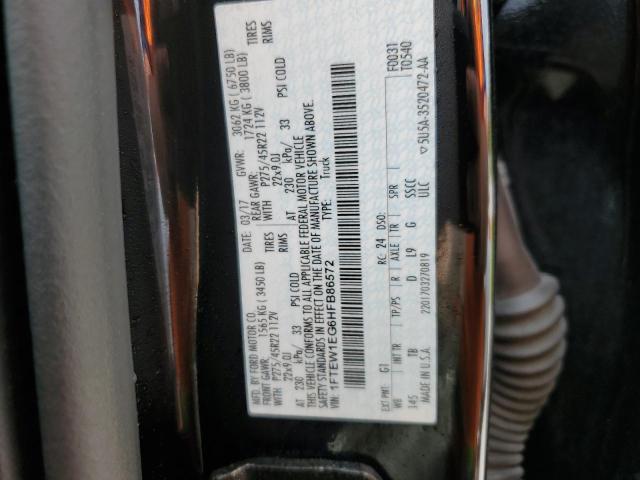 MFD. BY FORD MOTOR CO.
DATE: 03/17 GVWR: 3062 KG ( 6750 LB)
FRONT GAWR: 1565 KG ( 3450 LB)
REAR GAWR: 1724 KG ( 3800 LB)
WITH P275/45R22 112V TIRES
WITH P275/45R22 112V TIRES
22x9.0J RIMS
22x9.0J RIMS
AT 230 kPa/ 33 PSI COLD
AT 230 kPa/ 33 PSI COLD
THIS VEHICLE CONFORMS TO ALL APPLICABLE FEDERAL MOTOR VEHICLE
SAFETY STANDARDS IN EFFECT ON THE DATE OF MANUFACTURE SHOWN ABOVE.
VIN: 1FTEW1EG6HFB86572
TYPE: Truck
F0031
T0540
EXT PNT: G1 RC: 24 DSO:
WB INT TR TP/PS R AXLE TR SPR
145 TB D L9 G SSCC
MADE IN U.S.A. 2201703270819 ULC
▽5U5A-3520472-AA